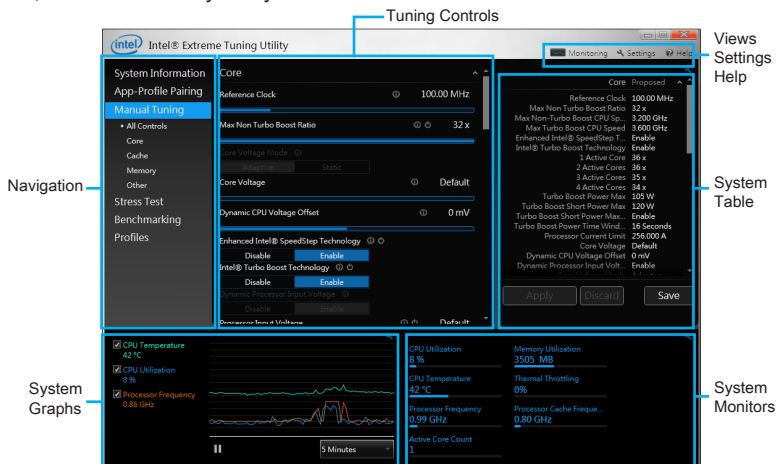 Tuning Controls
intel Intel® Extreme Tuning Utility
Monitoring Settings Help
Views
Settings
Help
Navigation
System Information
App-Profile Pairing
Manual Tuning
• All Controls
Core
Cache
Memory
Other
Stress Test
Benchmarking
Profiles
Core
Reference Clock 100.00 MHz
Max Non Turbo Boost Ratio 32 x
Core Voltage Mode
Adaptive Static
Core Voltage Default
Dynamic CPU Voltage Offset 0 mV
Enhanced Intel® SpeedStep Technology
Disable Enable
Intel® Turbo Boost Technology
Disable Enable
Dynamic Processor Input Voltage
Disable Enable
Processor Input Voltage Default
Core Proposed
Reference Clock 100.00 MHz
Max Non Turbo Boost Ratio 32 x
Max Non-Turbo Boost CPU Sp... 3.200 GHz
Max Turbo Boost CPU Speed 3.600 GHz
Enhanced Intel® SpeedStep T... Enable
Intel® Turbo Boost Technology Enable
1 Active Core 36 x
2 Active Cores 36 x
3 Active Cores 35 x
4 Active Cores 34 x
Turbo Boost Power Max 105 W
Turbo Boost Short Power Max 120 W
Turbo Boost Short Power Max... Enable
Turbo Boost Power Time Wind... 16 Seconds
Processor Current Limit 256.000 A
Core Voltage Default
Dynamic CPU Voltage Offset 0 mV
Dynamic Processor Input Volt... Enable
Core Voltage Mode Adaptive
Apply Discard Save
System
Table
System
Graphs
CPU Temperature
42 °C
CPU Utilization
8 %
Processor Frequency
0.86 GHz
5 Minutes
CPU Utilization
8 %
Memory Utilization
3505 MB
CPU Temperature
42 °C
Thermal Throttling
0%
Processor Frequency
0.99 GHz
Processor Cache Freque...
0.80 GHz
Active Core Count
1
System
Monitors